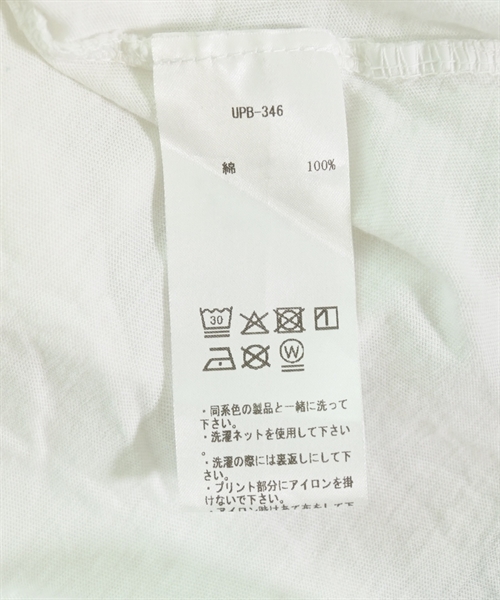 UPB-346
綿 100%
30
W
・同系色の製品と一緒に洗って
下さい。
・洗濯ネットを使用して下さい
。
・洗濯の際には裏返しにして下
さい。
・プリント部分にアイロンを掛
けないで下さい。